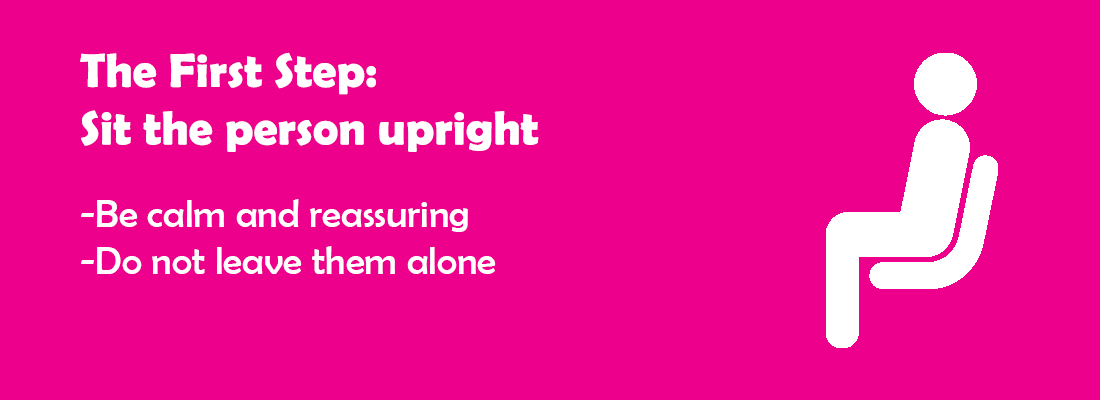 The First Step:
Sit the person upright
-Be calm and reassuring
-Do not leave them alone